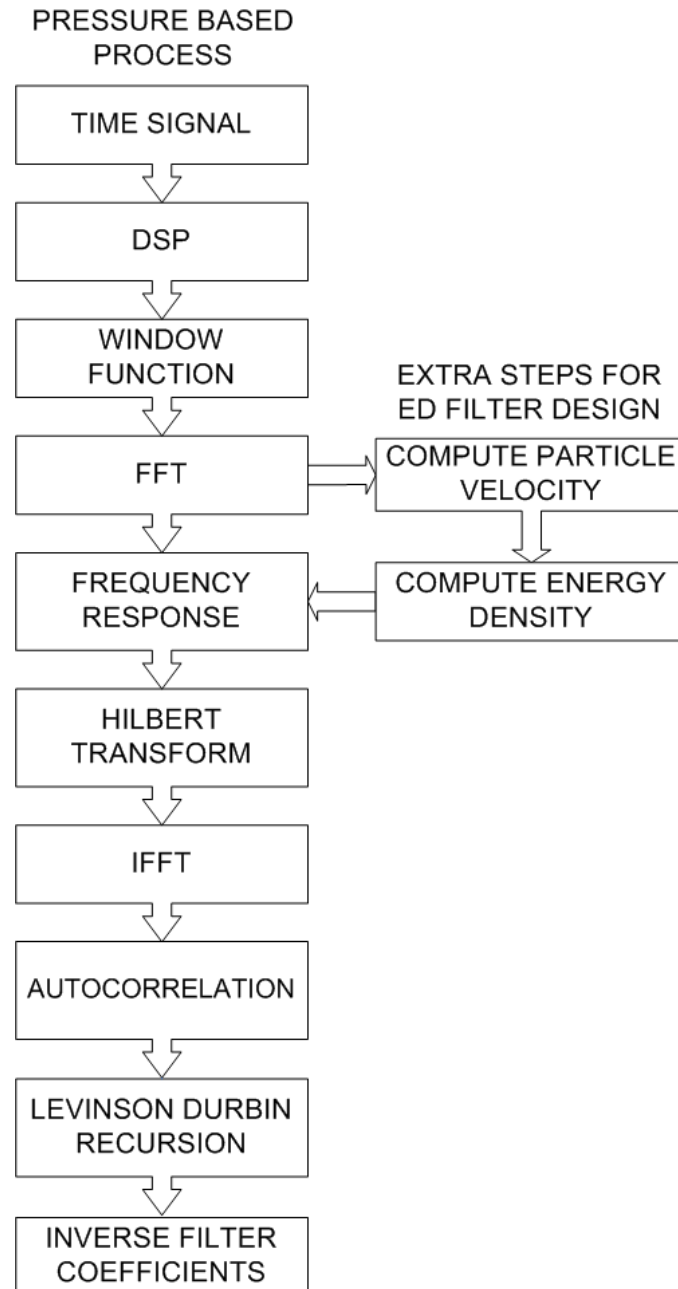 PRESSURE BASED
PROCESS
TIME SIGNAL
DSP
WINDOW
FUNCTION
FFT
EXTRA STEPS FOR
ED FILTER DESIGN
COMPUTE PARTICLE
VELOCITY
COMPUTE ENERGY
DENSITY
FREQUENCY
RESPONSE
HILBERT
TRANSFORM
IFFT
AUTOCORRELATION
LEVINSON DURBIN
RECURSION
INVERSE FILTER
COEFFICIENTS